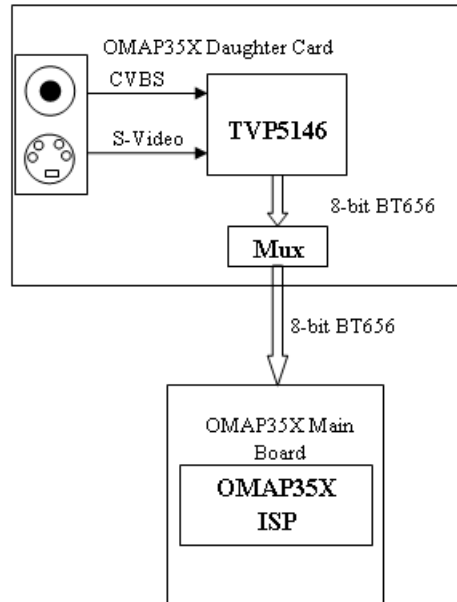 OMAP35X Daughter Card
CVBS
S-Video
TVP5146
8-bit BT656
Mux
8-bit BT656
OMAP35X Main
Board
OMAP35X
ISP